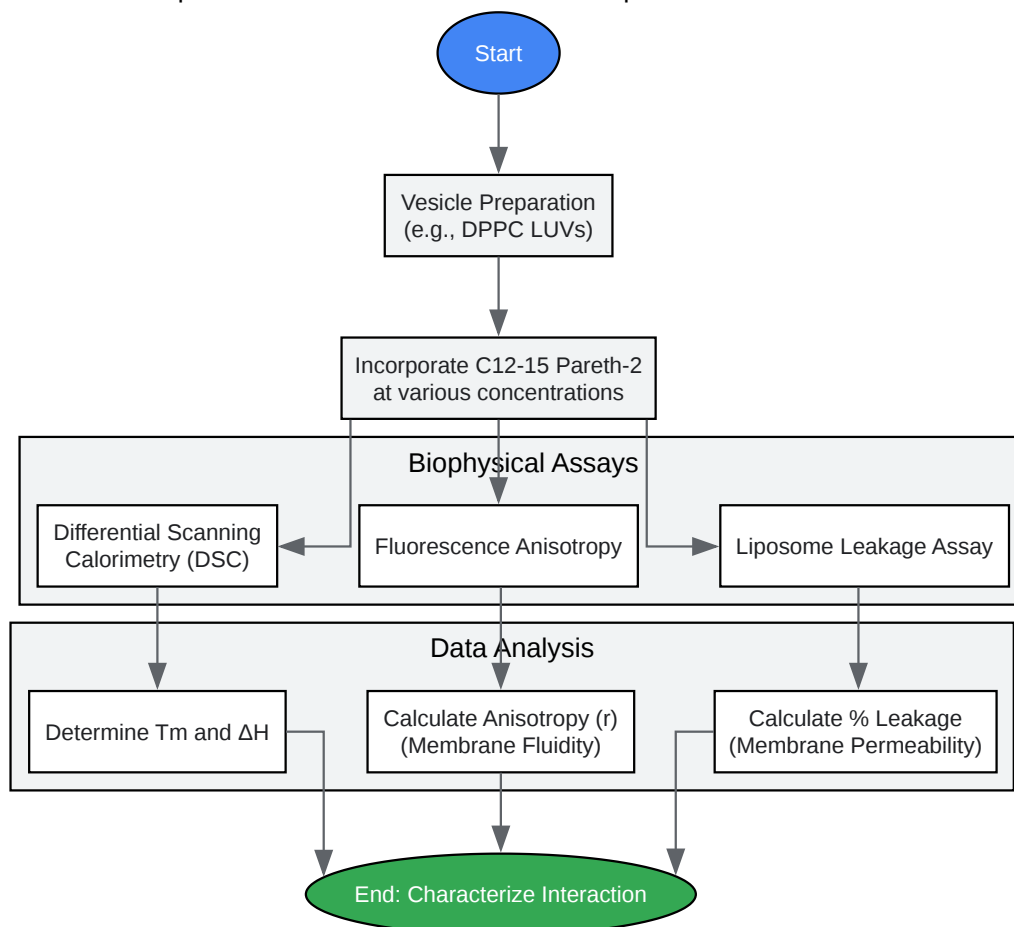 Start
Vesicle Preparation
(e.g., DPPC LUVs)
Incorporate C12-15 Pareth-2
at various concentrations
Biophysical Assays
Differential Scanning
Calorimetry (DSC)
Fluorescence Anisotropy
Liposome Leakage Assay
Data Analysis
Determine Tm and ΔH
Calculate Anisotropy (r)
(Membrane Fluidity)
Calculate % Leakage
(Membrane Permeability)
End: Characterize Interaction